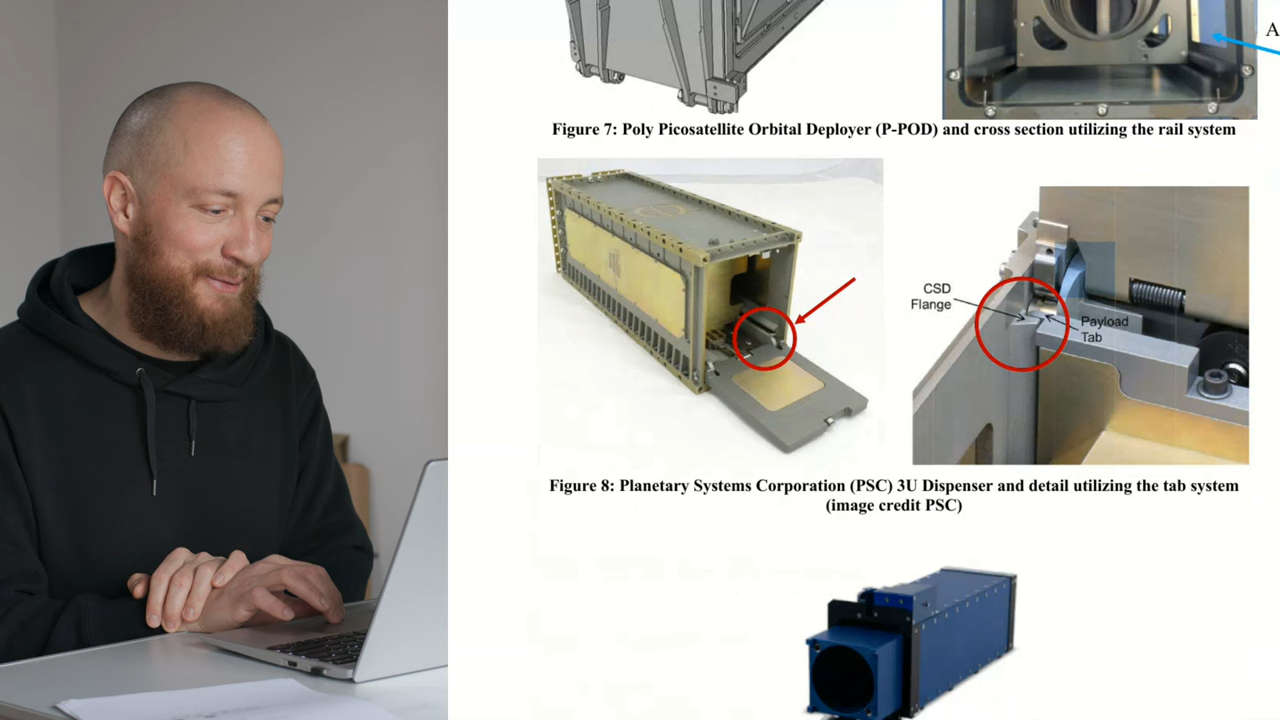 A
Figure 7: Poly Picosatellite Orbital Deployer (P-POD) and cross section utilizing the rail system
CSD
Flange
Payload
Tab
Figure 8: Planetary Systems Corporation (PSC) 3U Dispenser and detail utilizing the tab system
(image credit PSC)